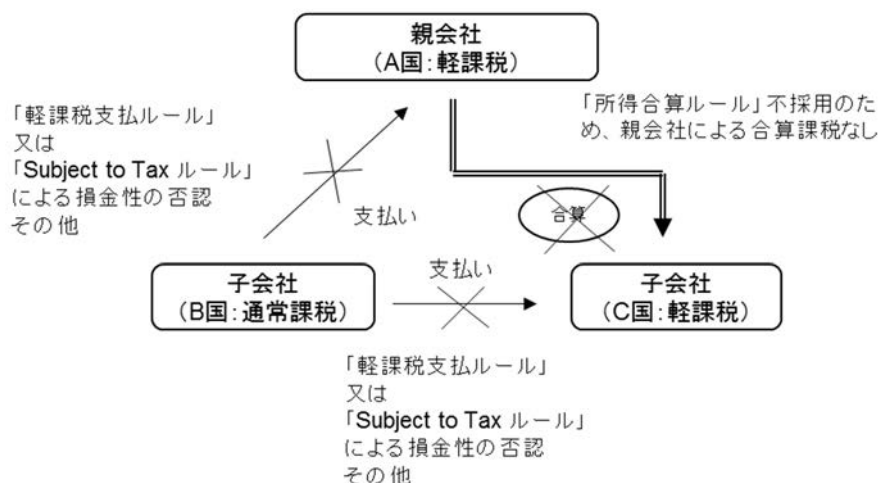 親会社
（A国：軽課税）
「軽課税支払ルール」
又は
「Subject to Tax ルール」
による損金性の否認
その他
「所得合算ルール」不採用のた
め、親会社による合算課税なし
支払い
合算
子会社
（B国：通常課税）
支払い
子会社
（C国：軽課税）
「軽課税支払ルール」
又は
「Subject to Tax ルール」
による損金性の否認
その他